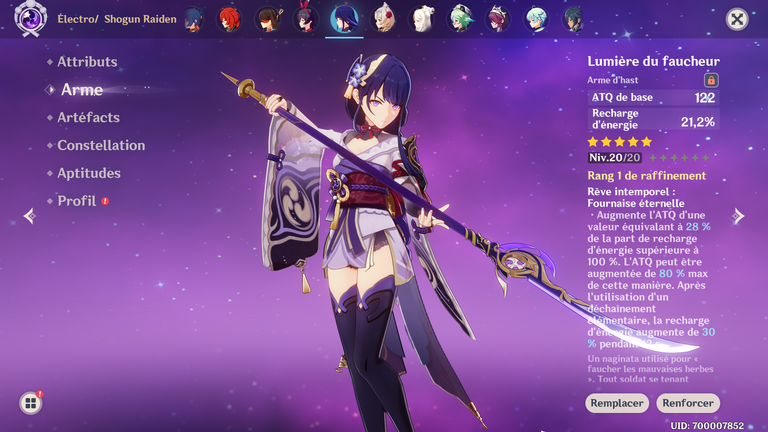 Électro/ Shogun Raiden
Attributs
Arme
Artéfacts
Constellation
Aptitudes
Profil
Lumière du faucheur
Arme d'hast
ATQ de base 122
Recharge
d'énergie 21,2%
Niv.20/20
Rang 1 de raffinement
Rêve intemporel :
Fournaise éternelle
· Augmente l'ATQ d'une
valeur équivalant à 28 %
de la part de recharge
d'énergie supérieure à
100 %. L'ATQ peut être
augmentée de 80 % max
de cette manière. Après
l'utilisation d'un
déchaînement
élémentaire, la recharge
d'énergie augmente de 30
% pendant
Un naginata utilisé pour «
faucher les mauvaises herbes
». Tout soldat se tenant
Remplacer
Renforcer
UID: 700007852